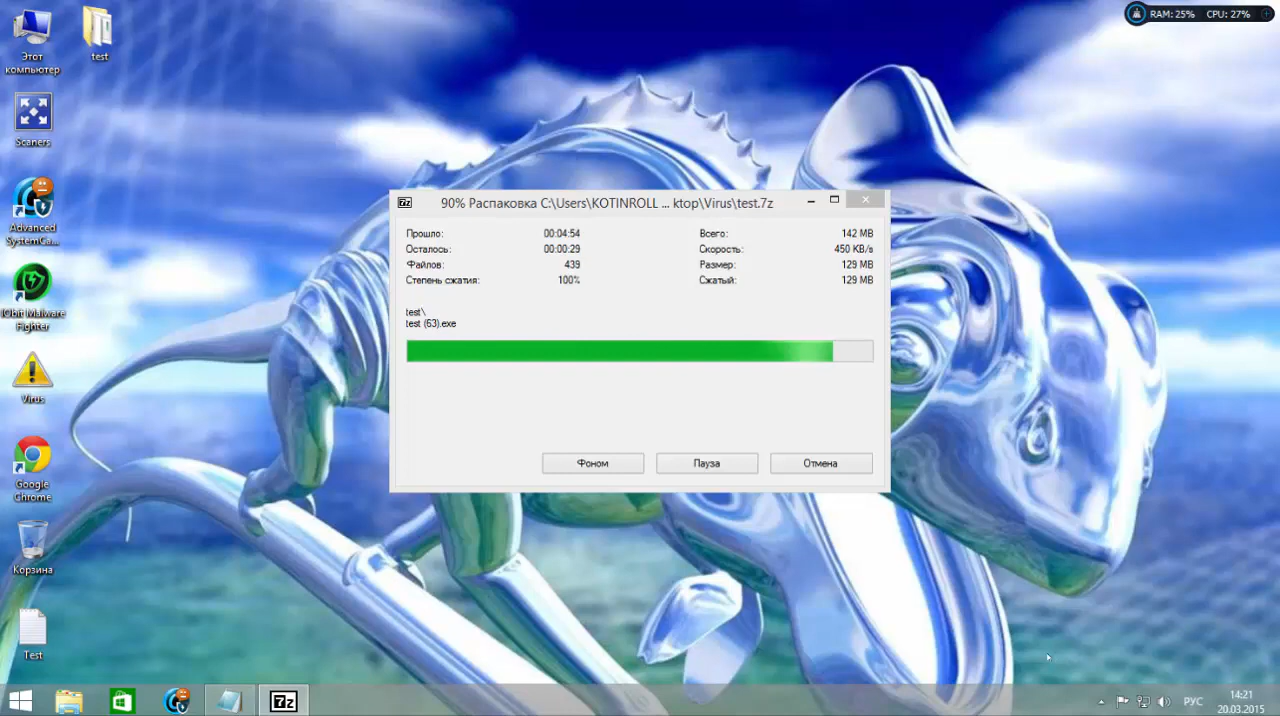 Этот
компьютер
test
Scaners
Advanced
SystemCa...
IObit Malware
Fighter
Virus
Google
Chrome
Корзина
Test
RAM: 25% CPU: 27%
7z 90% Распаковка C:\Users\KOTINROLL ... ktop\Virus\test.7z
Прошло: 00:04:54 Всего: 142 MB
Осталось: 00:00:29 Скорость: 450 KB/s
Файлов: 439 Размер: 129 MB
Степень сжатия: 100% Сжатый: 129 MB
test\
test (63).exe
Фоном Пауза Отмена
7z
РУС
14:21
20.03.2015